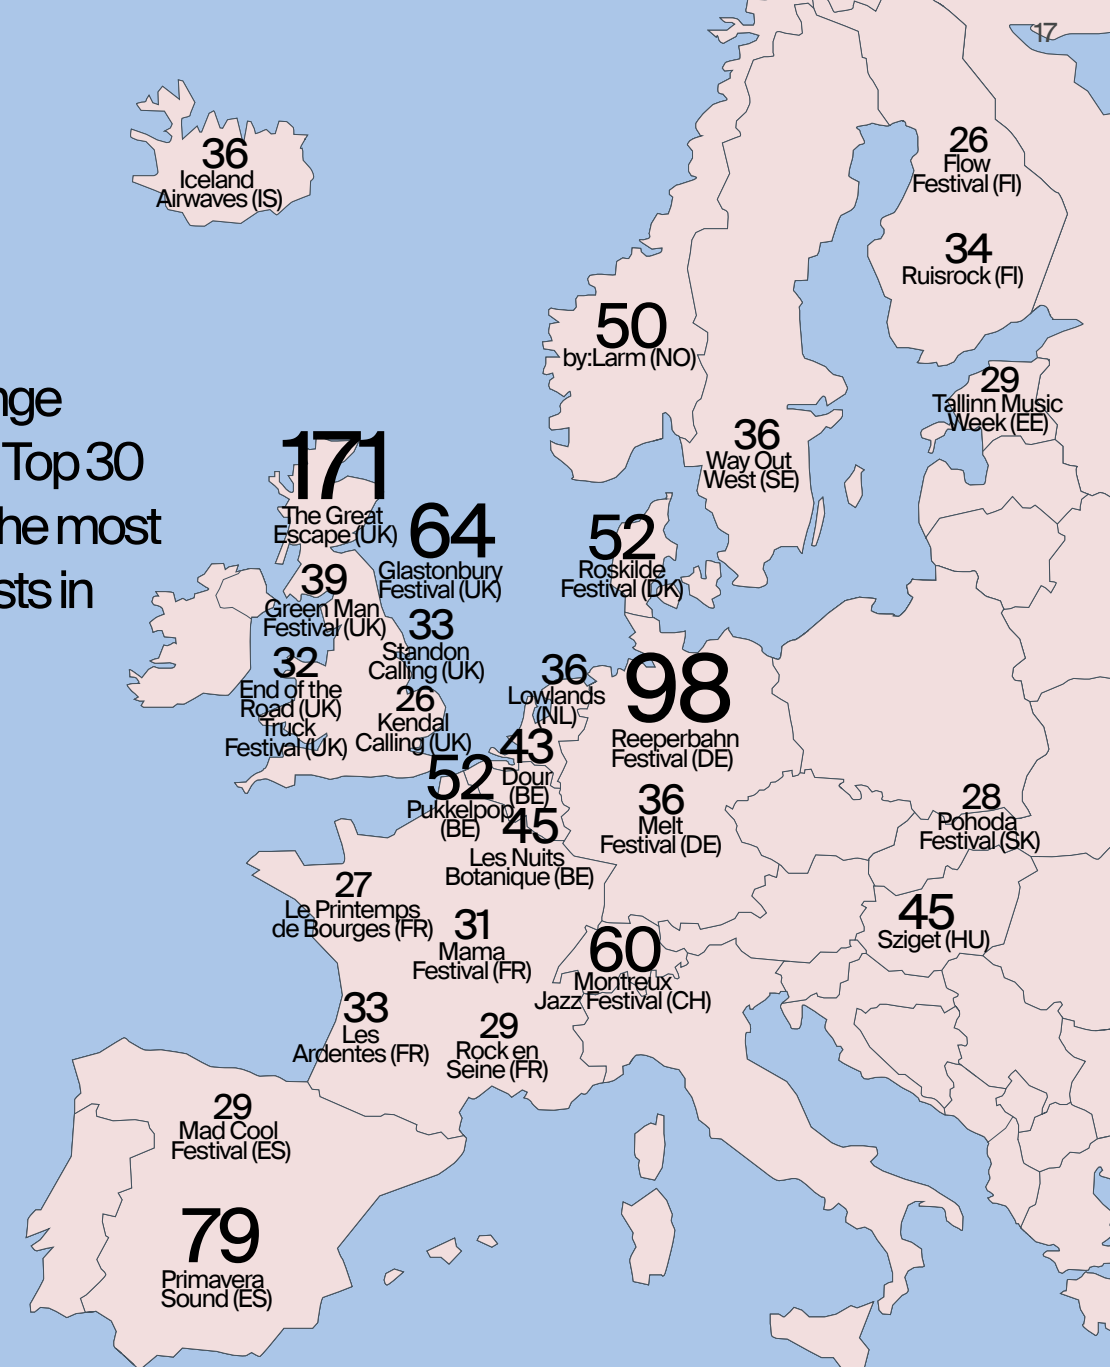 17
36
Iceland
Airwaves (IS)
26
Flow
Festival (FI)
34
Ruisrock (FI)
50
by:Larm (NO)
29
Tallinn Music
Week (EE)
nge
Top 30
he most
sts in
36
Way Out
West (SE)
171
The Great
Escape (UK)
64
Glastonbury
Festival (UK)
52
Roskilde
Festival (DK)
39
Green Man
Festival (UK)
33
Standon
Calling (UK)
32
End of the
Road (UK)
Truck
Festival (UK)
26
Kendal
Calling (UK)
36
Lowlands
(NL)
98
Reeperbahn
Festival (DE)
43
Dour
(BE)
52
Pukkelpop
(BE)
45
Les Nuits
Botanique (BE)
36
Melt
Festival (DE)
28
Pohoda
Festival (SK)
27
Le Printemps
de Bourges (FR)
31
Mama
Festival (FR)
60
Montreux
Jazz Festival (CH)
45
Sziget (HU)
33
Les
Ardentes (FR)
29
Rock en
Seine (FR)
29
Mad Cool
Festival (ES)
79
Primavera
Sound (ES)